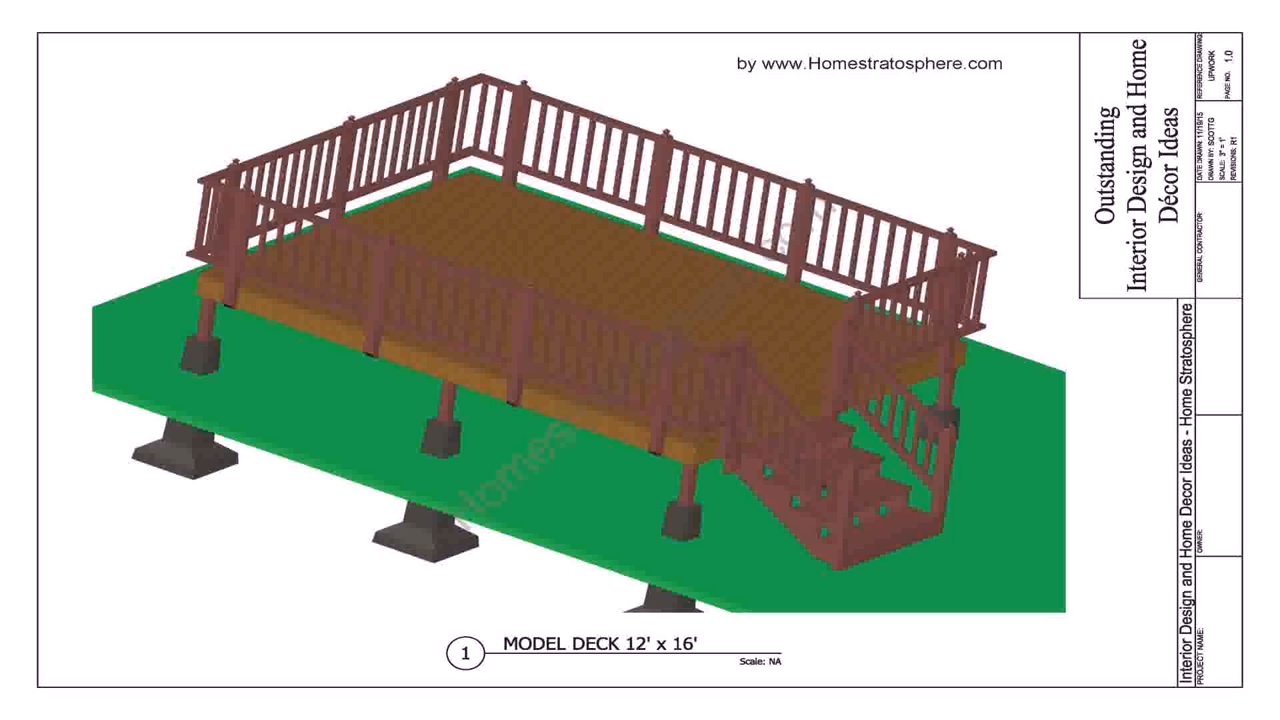 by www.Homestratosphere.com
Outstanding
Interior Design and Home
Décor Ideas
REFERENCE DRAWING:
UPWORK
PAGE NO. 1.0
DATE DRAWN: 11/19/15
DRAWN BY: SCOTTG
SCALE: 3" = 1'
REVISIONS: R1
GENERAL CONTRACTOR:
Interior Design and Home Decor Ideas - Home Stratosphere
OWNER:
PROJECT NAME:
1
MODEL DECK 12' x 16'
Scale: NA